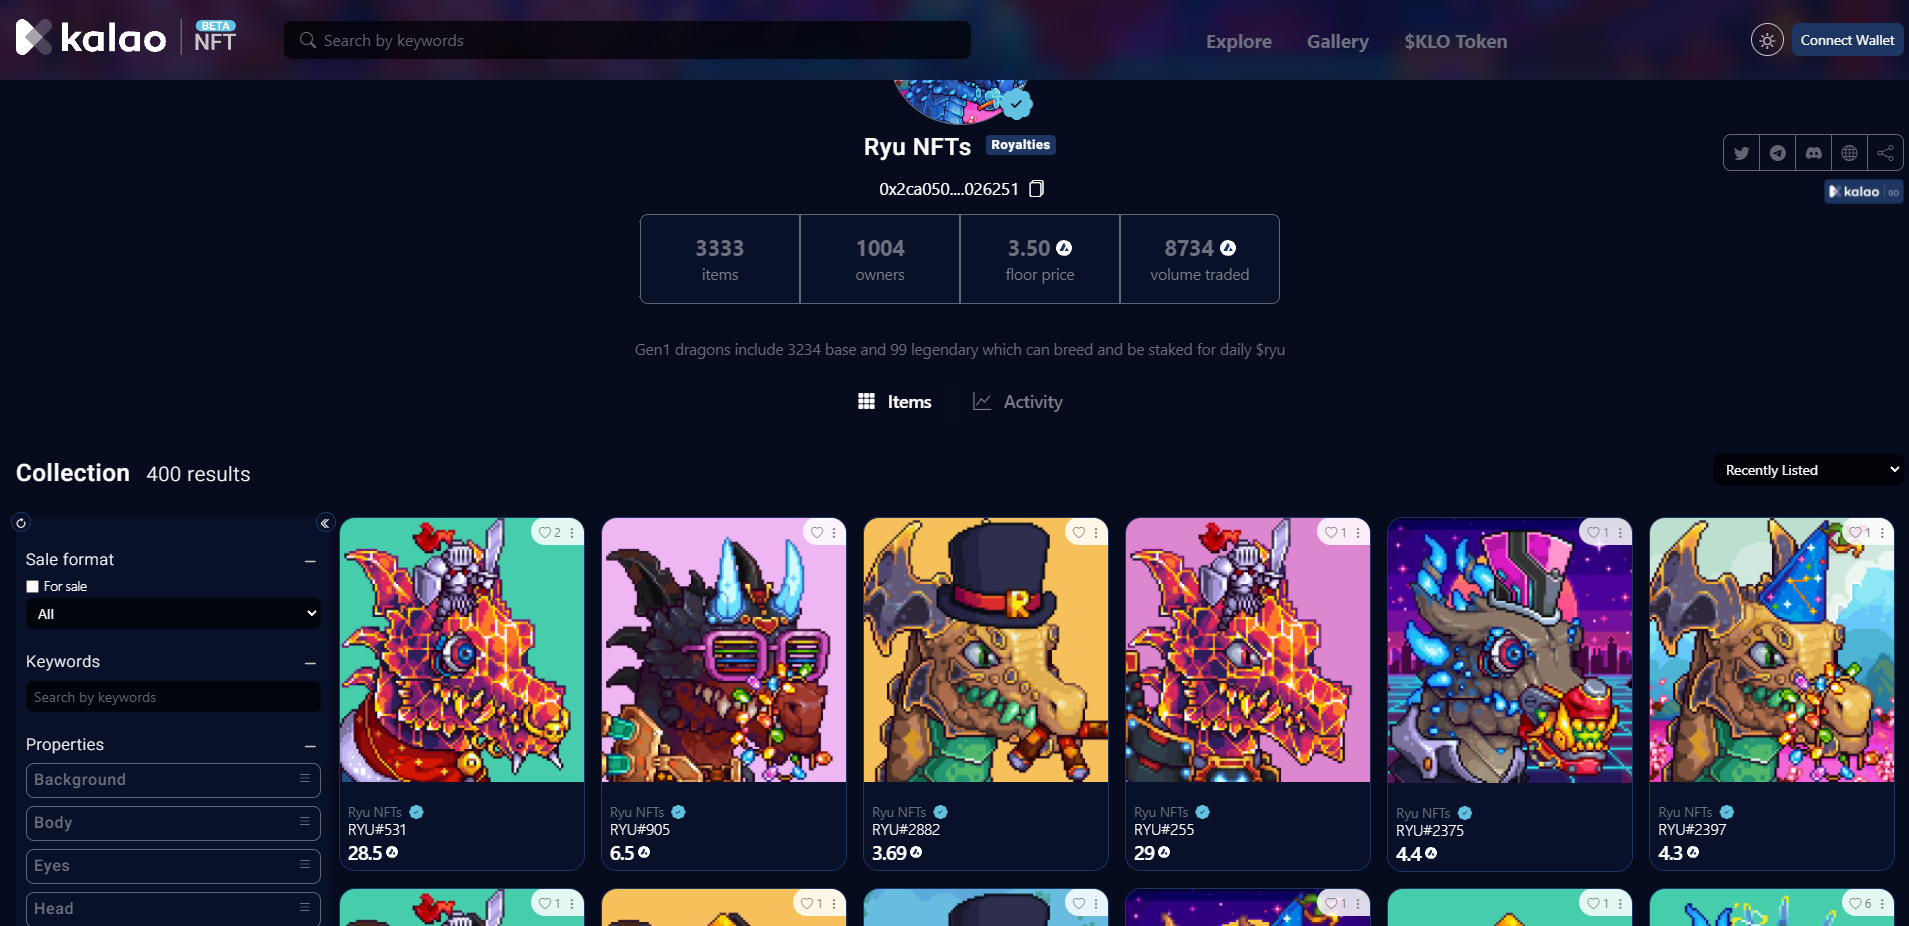 kalao
BETA
NFT
Search by keywords
Explore
Gallery
$KLO Token
Connect Wallet
Ryu NFTs
Royalties
0x2ca050....026251
kalao GO
3333
items
1004
owners
3.50
floor price
8734
volume traded
Gen1 dragons include 3234 base and 99 legendary which can breed and be staked for daily $ryu
Items
Activity
Collection
400 results
Recently Listed
Sale format
For sale
All
Keywords
Search by keywords
Properties
Background
Body
Eyes
Head
2
R
1
1
1
Ryu NFTs
RYU#531
28.5
Ryu NFTs
RYU#905
6.5
Ryu NFTs
RYU#2882
3.69
Ryu NFTs
RYU#255
29
Ryu NFTs
RYU#2375
4.4
Ryu NFTs
RYU#2397
4.3
1
1
1
1
6